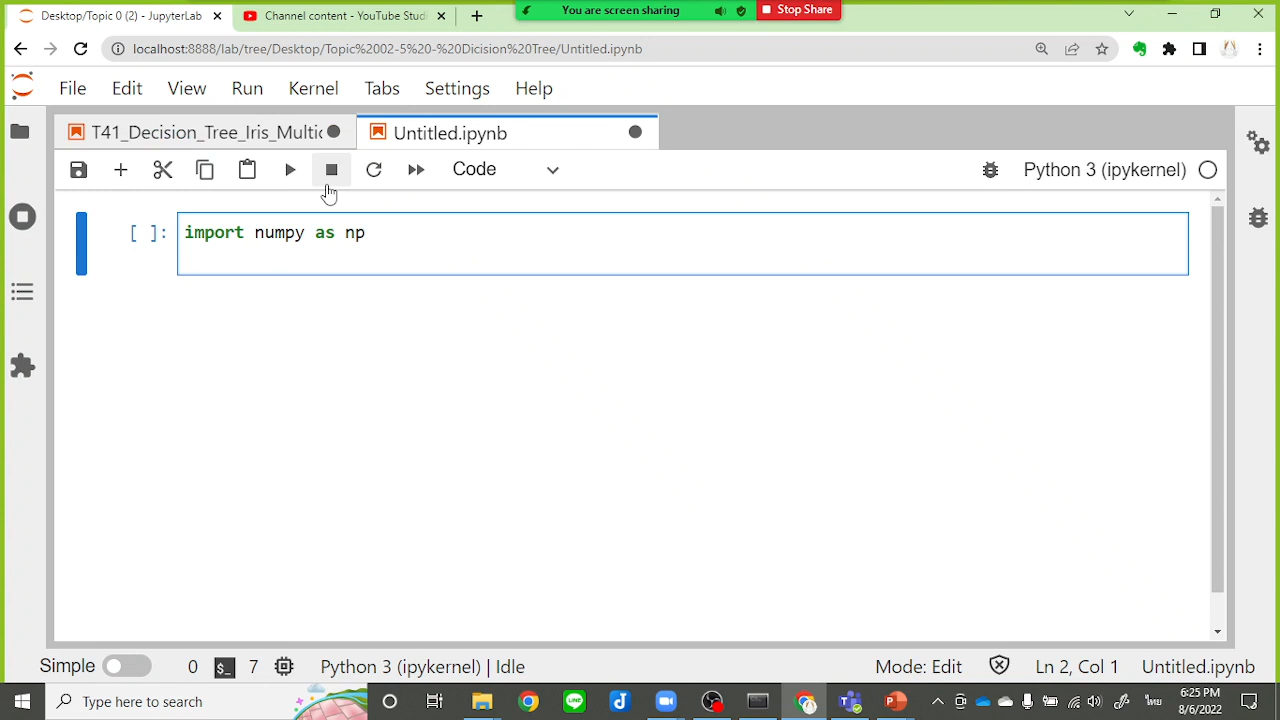 Desktop/Topic 0 (2) - JupyterLab
Channel content - YouTube Studi
You are screen sharing
Stop Share
localhost:8888/lab/tree/Desktop/Topic%2002-5%20-%20Dicision%20Tree/Untitled.ipynb
File Edit View Run Kernel Tabs Settings Help
T41_Decision_Tree_Iris_Multic
Untitled.ipynb
Code
Python 3 (ipykernel)
[ ]: import numpy as np
Simple 0 $_ 7 Python 3 (ipykernel) | Idle Mode: Edit Ln 2, Col 1 Untitled.ipynb
Type here to search
LINE
6:25 PM
8/6/2022